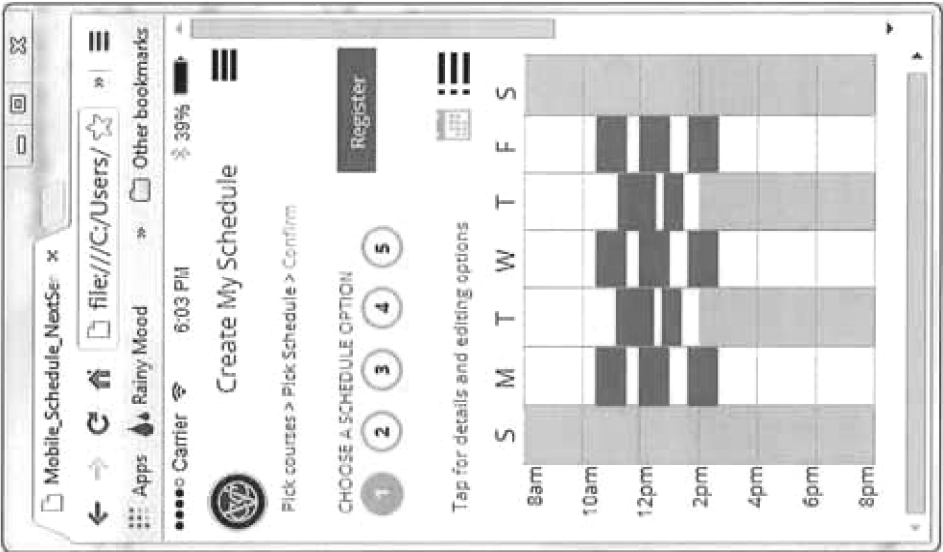 Mobile_Schedule_NextSer ×
file:///C:/Users/
Apps Rainy Mood » Other bookmarks
Carrier 6:03 PM 39%
Create My Schedule
Pick courses > Pick Schedule > Confirm
CHOOSE A SCHEDULE OPTION
1 2 3 4 5
Register
Tap for details and editing options
S M T W T F S
8am
10am
12pm
2pm
4pm
6pm
8pm